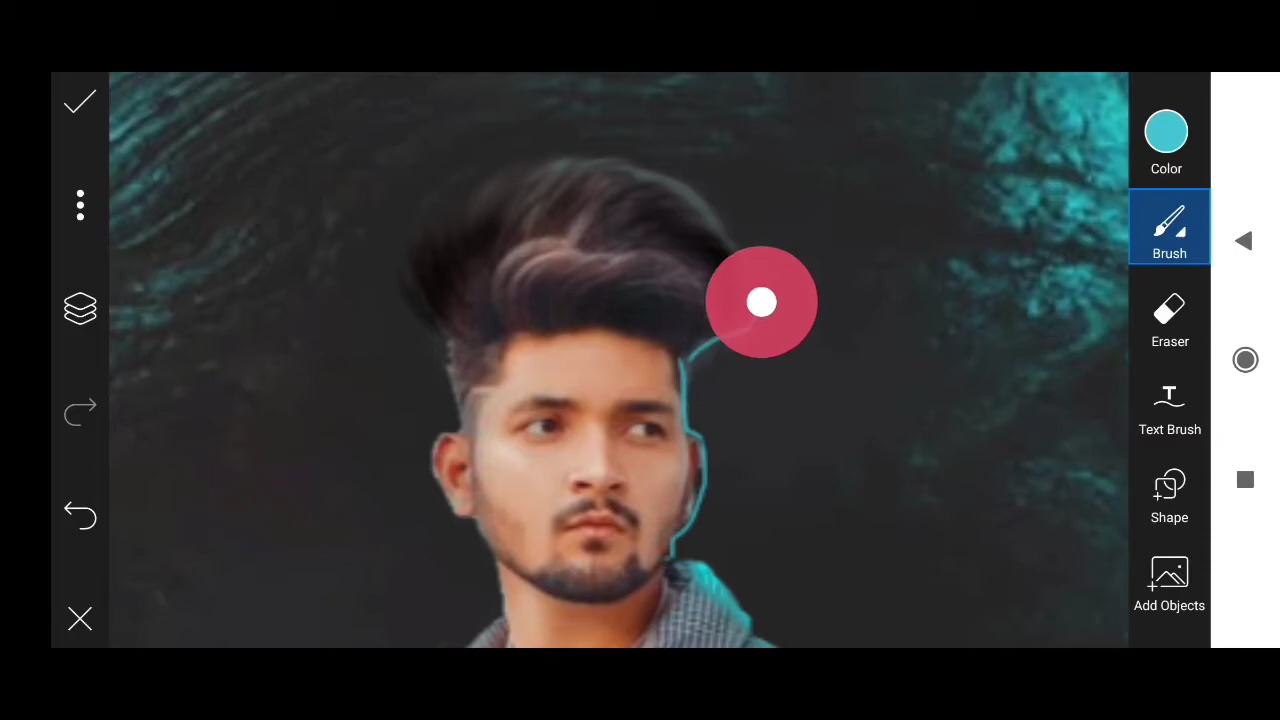 Color
Brush
Eraser
T
Text Brush
Shape
Add Objects